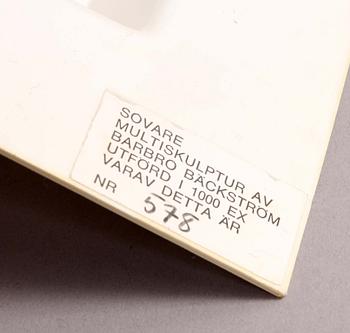 SOVARE
MULTISKULPTUR AV
BARBRO BÄCKSTRÖM
UTFÖRD I 1000 EX
VARAV DETTA ÄR
NR 578